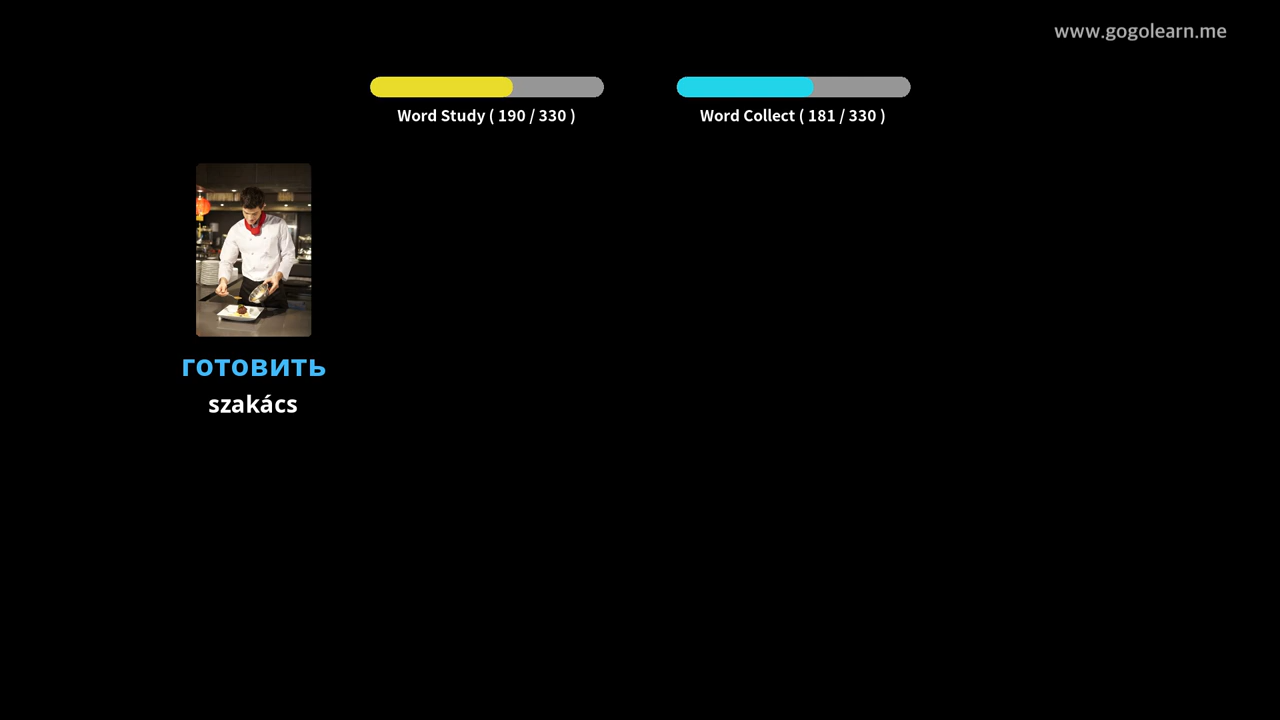 www.gogolearn.me
Word Study ( 190 / 330 )
Word Collect ( 181 / 330 )
готовить
szakács